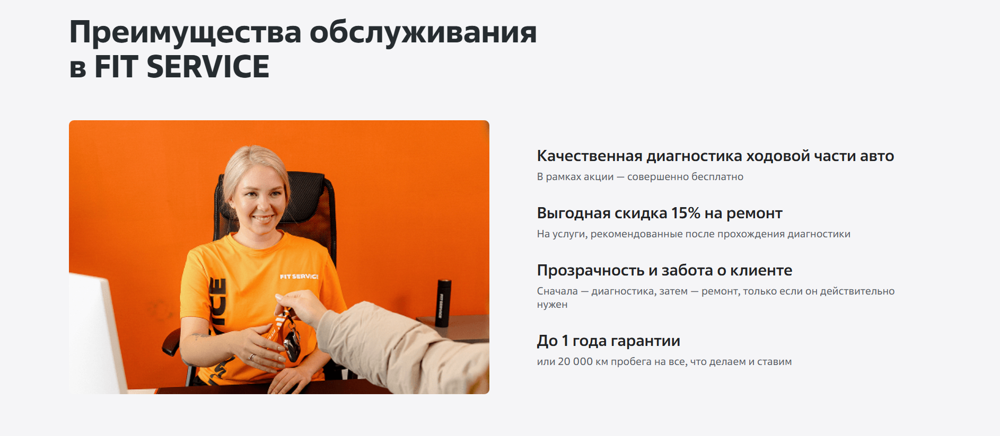 Преимущества обслуживания
в FIT SERVICE
Качественная диагностика ходовой части авто
В рамках акции — совершенно бесплатно
Выгодная скидка 15% на ремонт
На услуги, рекомендованные после прохождения диагностики
Прозрачность и забота о клиенте
Сначала — диагностика, затем — ремонт, только если он действительно
нужен
До 1 года гарантии
или 20 000 км пробега на все, что делаем и ставим
FIT SERVICE
FIT SERVICE